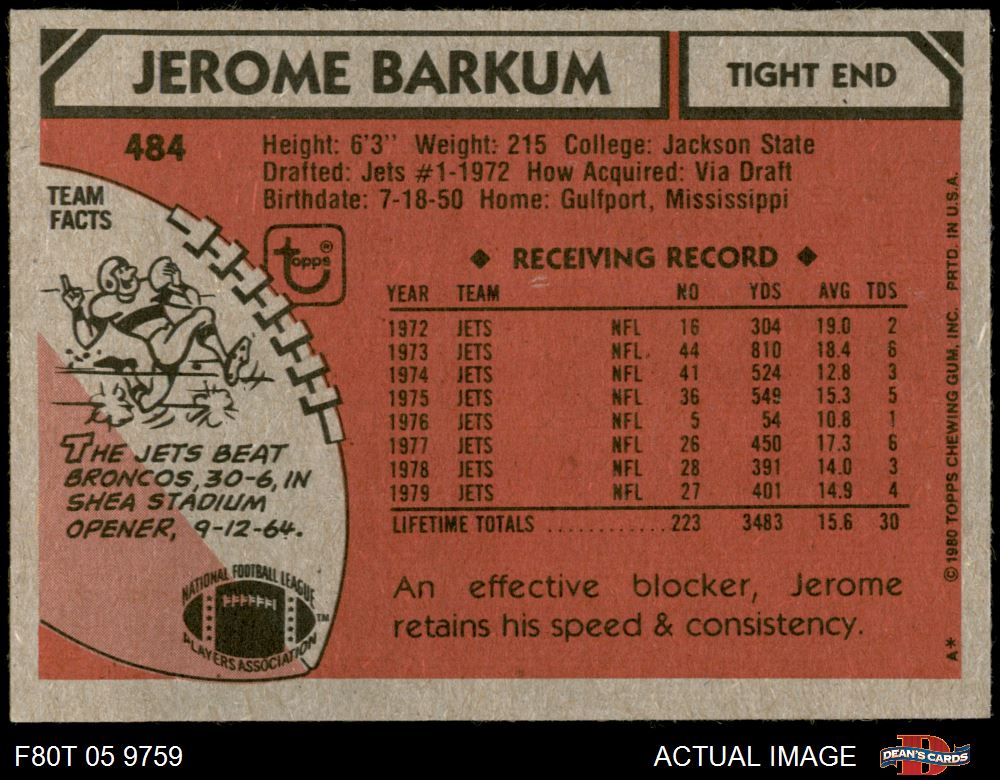 JEROME BARKUM
TIGHT END
484
Height: 6'3" Weight: 215 College: Jackson State
Drafted: Jets #1-1972 How Acquired: Via Draft
Birthdate: 7-18-50 Home: Gulfport, Mississippi
TEAM
FACTS
topps®
◆ RECEIVING RECORD ◆
YEAR TEAM NO YDS AVG TDS
1972 JETS NFL 16 304 19.0 2
1973 JETS NFL 44 810 18.4 6
1974 JETS NFL 41 524 12.8 3
1975 JETS NFL 36 549 15.3 5
1976 JETS NFL 5 54 10.8 1
1977 JETS NFL 26 450 17.3 6
1978 JETS NFL 28 391 14.0 3
1979 JETS NFL 27 401 14.9 4
LIFETIME TOTALS ............ 223 3483 15.6 30
THE JETS BEAT
BRONCOS, 30-6, IN
SHEA STADIUM
OPENER, 9-12-64.
NATIONAL FOOTBALL LEAGUE
PLAYERS ASSOCIATION™
An effective blocker, Jerome
retains his speed & consistency.
A* © 1980 TOPPS CHEWING GUM, INC. PRTD. IN U.S.A.
F80T 05 9759
ACTUAL IMAGE
DEAN'S CARDS